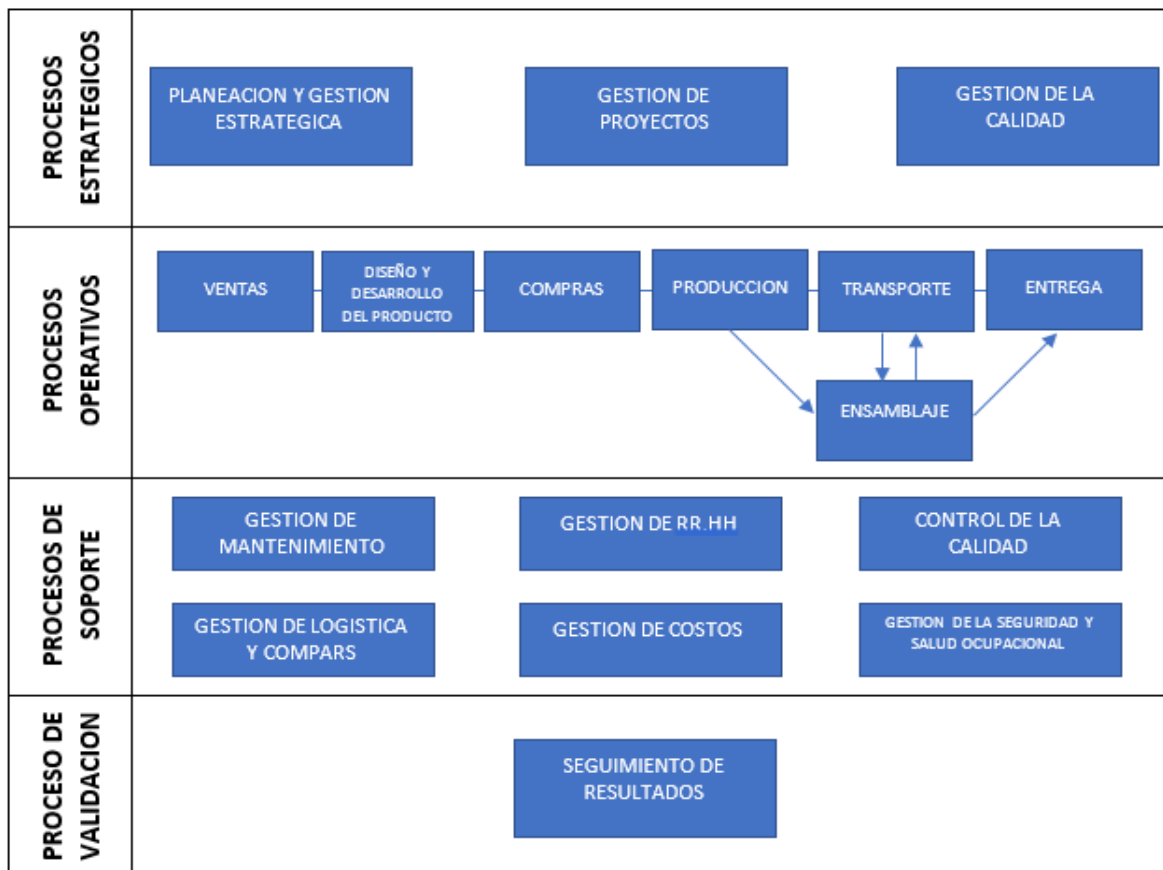 PROCESOS
ESTRATEGICOS
PLANEACION Y GESTION
ESTRATEGICA
GESTION DE
PROYECTOS
GESTION DE LA
CALIDAD
PROCESOS
OPERATIVOS
VENTAS
DISEÑO Y
DESARROLLO
DEL PRODUCTO
COMPRAS
PRODUCCION
TRANSPORTE
ENTREGA
ENSAMBLAJE
PROCESOS DE
SOPORTE
GESTION DE
MANTENIMIENTO
GESTION DE RR.HH
CONTROL DE LA
CALIDAD
GESTION DE LOGISTICA
Y COMPARS
GESTION DE COSTOS
GESTION DE LA SEGURIDAD Y
SALUD OCUPACIONAL
PROCESO DE
VALIDACION
SEGUIMIENTO DE
RESULTADOS